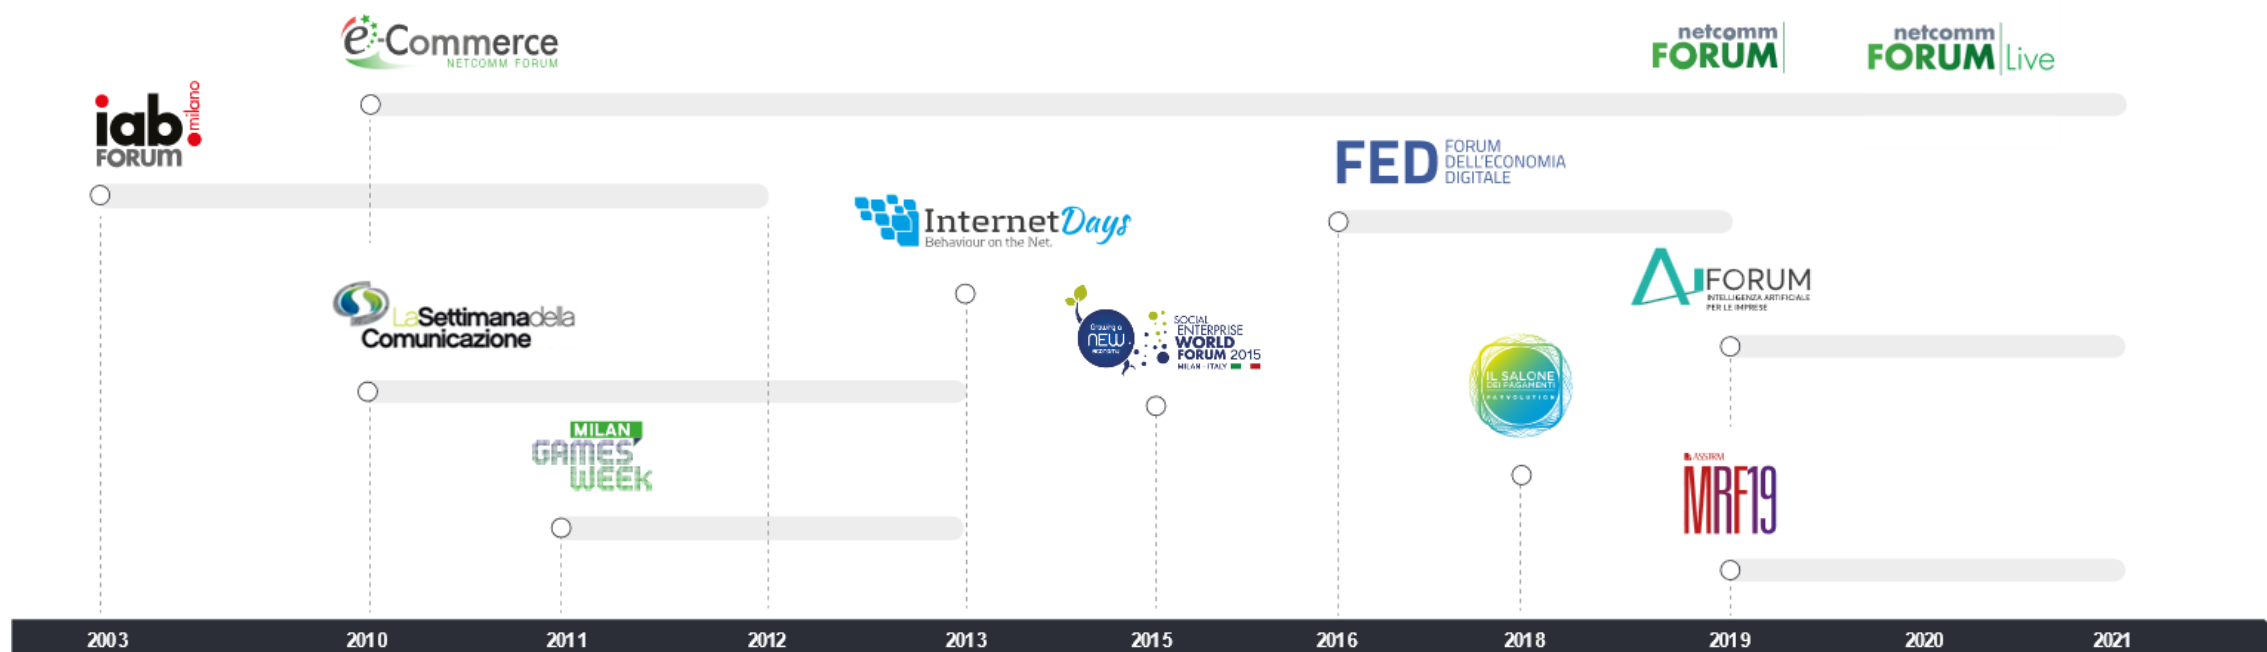 e-Commerce
NETCOMM FORUM
netcomm
FORUM
netcomm
FORUM Live
iab
FORUM
milano
FED FORUM
DELL'ECONOMIA
DIGITALE
InternetDays
Behaviour on the Net.
AI FORUM
INTELLIGENZA ARTIFICIALE
PER LE IMPRESE
LaSettimanadella
Comunicazione
Growing a
NEW
economy
SOCIAL
ENTERPRISE
WORLD
FORUM 2015
MILAN - ITALY
IL SALONE
DEI PAGAMENTI
PAYVOLUTION
MILAN
GAMES
WEEK
ASSIRM
MRF19
2003 2010 2011 2012 2013 2015 2016 2018 2019 2020 2021